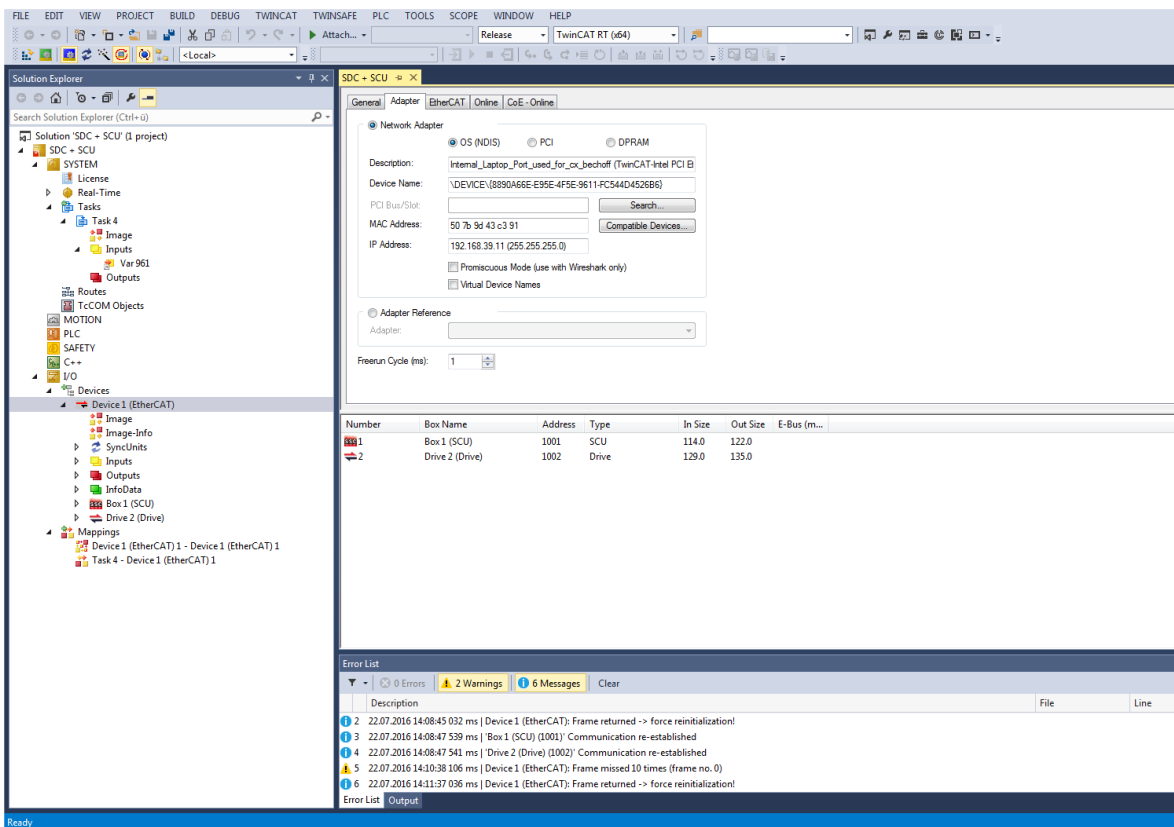 FILE EDIT VIEW PROJECT BUILD DEBUG TWINCAT TWINSAFE PLC TOOLS SCOPE WINDOW HELP
Attach... Release TwinCAT RT (x64)
<Local>
Solution Explorer
Search Solution Explorer (Ctrl+ü)
Solution 'SDC + SCU' (1 project)
SDC + SCU
SYSTEM
License
Real-Time
Tasks
Task 4
Image
Inputs
Var 961
Outputs
Routes
TcCOM Objects
MOTION
PLC
SAFETY
C++
I/O
Devices
Device 1 (EtherCAT)
Image
Image-Info
SyncUnits
Inputs
Outputs
InfoData
Box 1 (SCU)
Drive 2 (Drive)
Mappings
Device 1 (EtherCAT) 1 - Device 1 (EtherCAT) 1
Task 4 - Device 1 (EtherCAT) 1
SDC + SCU
General Adapter EtherCAT Online CoE - Online
Network Adapter
OS (NDIS) PCI DPRAM
Description: Internal_Laptop_Port_used_for_cx_bechoff (TwinCAT-Intel PCI Et
Device Name: \DEVICE\{8890A66E-E95E-4F5E-9611-FC544D4526B6}
PCI Bus/Slot: Search...
MAC Address: 50 7b 9d 43 c3 91 Compatible Devices...
IP Address: 192.168.39.11 (255.255.255.0)
Promiscuous Mode (use with Wireshark only)
Virtual Device Names
Adapter Reference
Adapter:
Freerun Cycle (ms): 1
Number Box Name Address Type In Size Out Size E-Bus (m...
1 Box 1 (SCU) 1001 SCU 114.0 122.0
2 Drive 2 (Drive) 1002 Drive 129.0 135.0
Error List
0 Errors 2 Warnings 6 Messages Clear
Description File Line
2 22.07.2016 14:08:45 032 ms | Device 1 (EtherCAT): Frame returned -> force reinitialization!
3 22.07.2016 14:08:47 539 ms | 'Box 1 (SCU) (1001)' Communication re-established
4 22.07.2016 14:08:47 541 ms | 'Drive 2 (Drive) (1002)' Communication re-established
5 22.07.2016 14:10:38 106 ms | Device 1 (EtherCAT): Frame missed 10 times (frame no. 0)
6 22.07.2016 14:11:37 036 ms | Device 1 (EtherCAT): Frame returned -> force reinitialization!
Error List Output
Ready